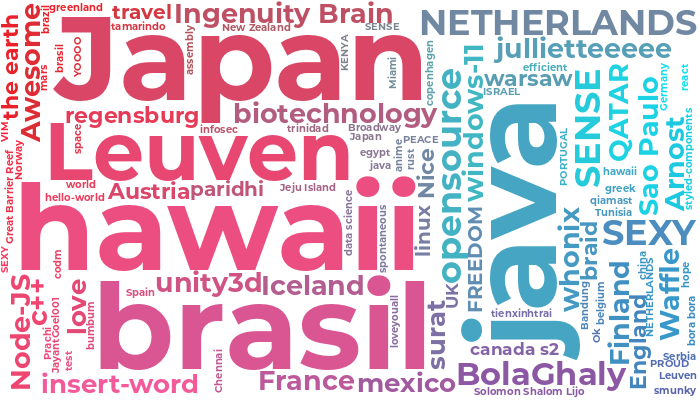 brazil
greenland
travel
Ingenuity Brain
tamarindo
New Zealand
SENSE
NETHERLANDS
the earth
Awesome
mars
brasil
YOOOO
Japan
assembly
KENYA
Miami
copenhagen
jullietteeeee
efficient
warsaw
ISRAEL
Germany
react
regensburg
biotechnology
opensource
windows-11
PORTUGAL
SENSE
QATAR
Sao Paulo
Arnost
styled-components
VIM
Great Barrier Reef
Norway
space
Leuven
infosec
trinidad
Broadway
Japan
PEACE
egypt
java
anime
rust
java
hawaii
greek
qiamast
Tunisia
world
hello-world
Austria
paridhi
Jeju Island
hawaii
data science
spontaneous
linux
Nice
FREEDOM
whonix
braid
SEXY
SEXY
codm
unity3d
Iceland
Node-JS
c++
Prachi
JayantGoel001
love
test
bumbum
Spain
brasil
loveyouall
UK
surat
tienxinhtrai
Bandung
Ok
belgium
Finland
England
china
NETHERLANDS
Waffle
hope
bora bora
insert-word
Chennai
France
mexico
canada s2
BolaGhaly
Solomon Shalom Lijo
Serbia
PROUD
Leuven
smunky